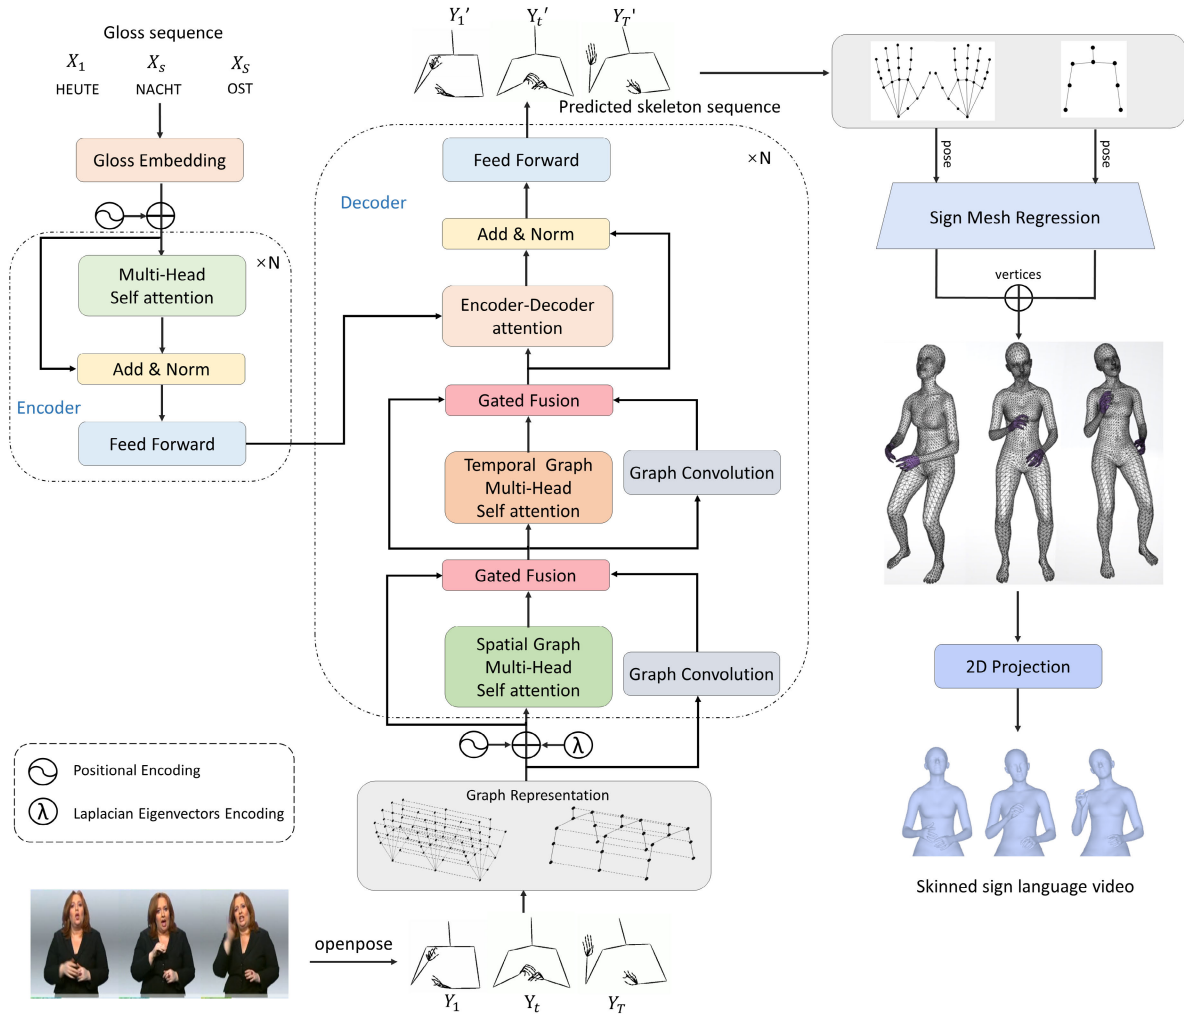 Gloss sequence
X₁ Xₛ X_S
HEUTE NACHT OST
Gloss Embedding
×N
Multi-Head
Self attention
Add & Norm
Encoder
Feed Forward
Positional Encoding
λ Laplacian Eigenvectors Encoding
openpose
Y₁ Yₜ Y_T
Graph Representation
λ
Spatial Graph
Multi-Head
Self attention
Graph Convolution
Gated Fusion
Temporal Graph
Multi-Head
Self attention
Graph Convolution
Gated Fusion
Encoder-Decoder
attention
Add & Norm
Decoder
Feed Forward
×N
Y₁′ Yₜ′ Y_T'
Predicted skeleton sequence
pose pose
Sign Mesh Regression
vertices
2D Projection
Skinned sign language video